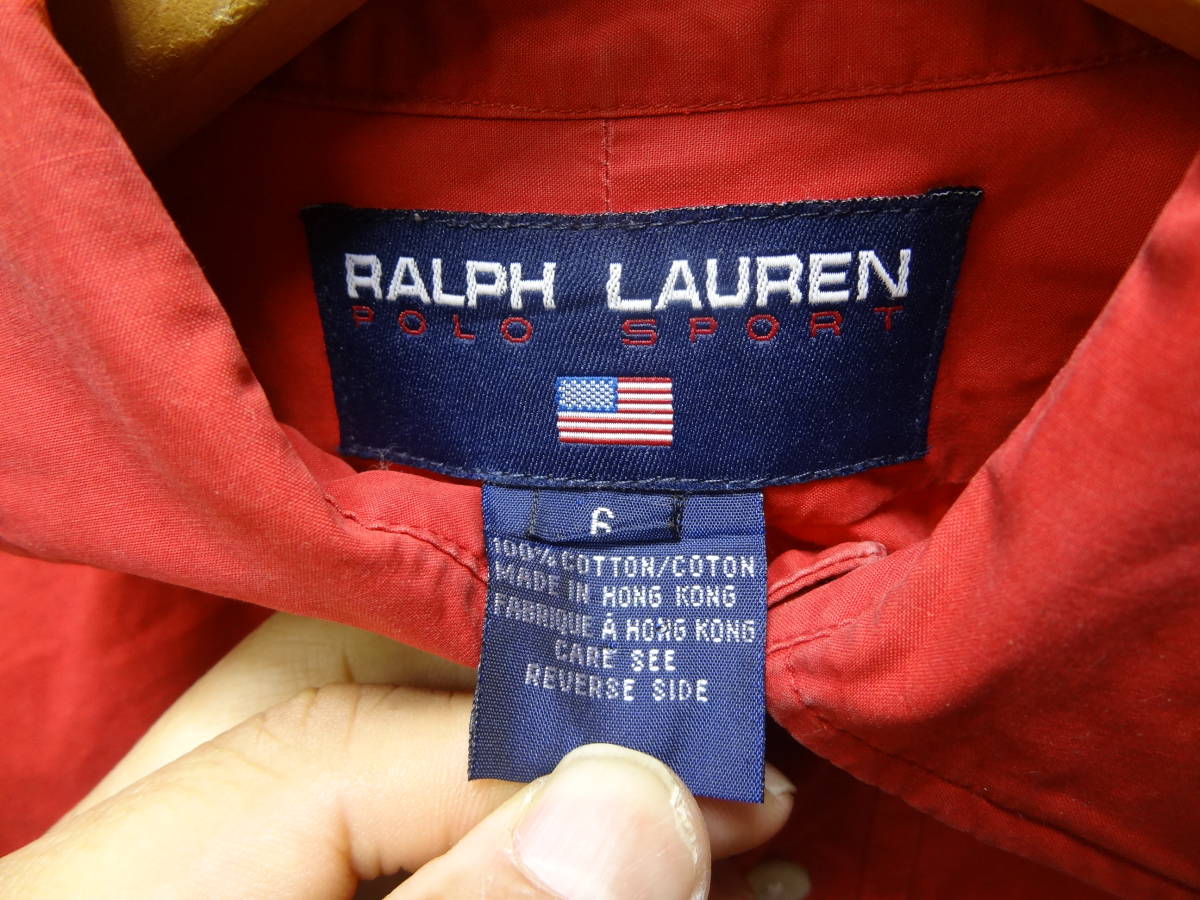 RALPH LAUREN
POLO SPORT
6
100% COTTON/COTON
MADE IN HONG KONG
FABRIQUE À HONG KONG
CARE SEE
REVERSE SIDE